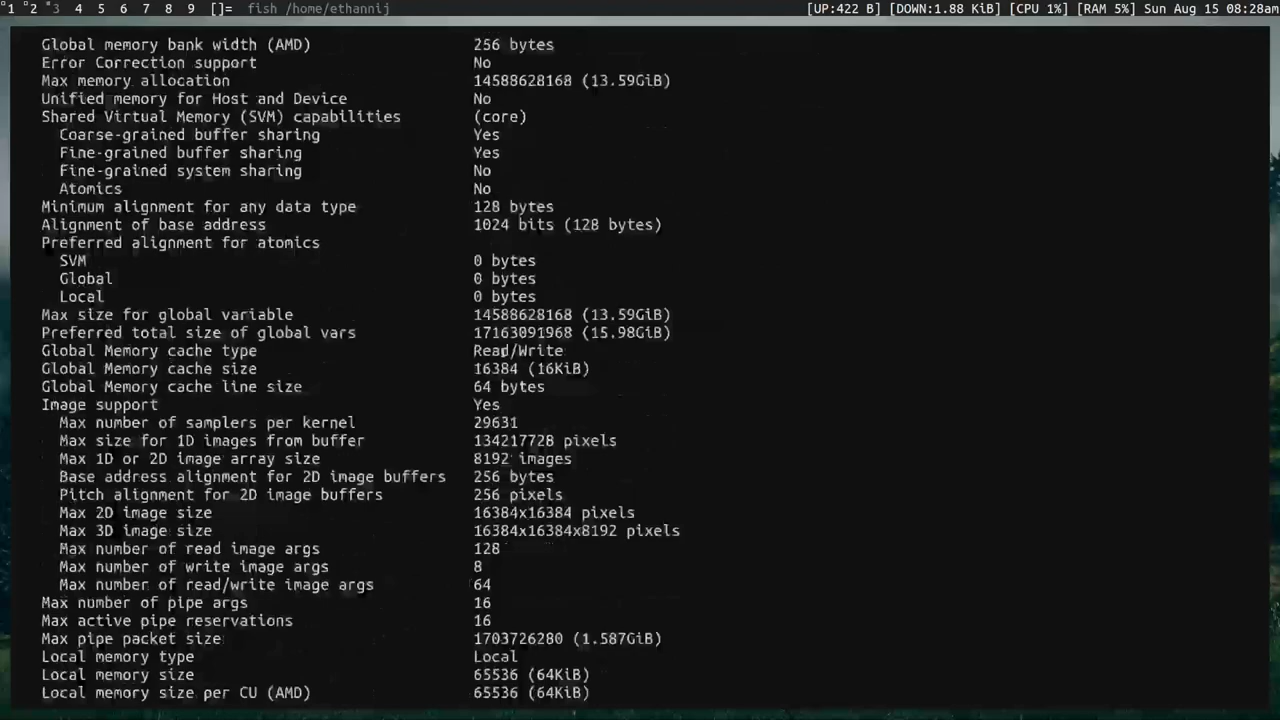 1 2 3 4 5 6 7 8 9 []= fish /home/ethannij [UP:422 B] [DOWN:1.88 KiB] [CPU 1%] [RAM 5%] Sun Aug 15 08:28am
Global memory bank width (AMD) 256 bytes
Error Correction support No
Max memory allocation 14588628168 (13.59GiB)
Unified memory for Host and Device No
Shared Virtual Memory (SVM) capabilities (core)
Coarse-grained buffer sharing Yes
Fine-grained buffer sharing Yes
Fine-grained system sharing No
Atomics No
Minimum alignment for any data type 128 bytes
Alignment of base address 1024 bits (128 bytes)
Preferred alignment for atomics
SVM 0 bytes
Global 0 bytes
Local 0 bytes
Max size for global variable 14588628168 (13.59GiB)
Preferred total size of global vars 17163091968 (15.98GiB)
Global Memory cache type Read/Write
Global Memory cache size 16384 (16KiB)
Global Memory cache line size 64 bytes
Image support Yes
Max number of samplers per kernel 29631
Max size for 1D images from buffer 134217728 pixels
Max 1D or 2D image array size 8192 images
Base address alignment for 2D image buffers 256 bytes
Pitch alignment for 2D image buffers 256 pixels
Max 2D image size 16384x16384 pixels
Max 3D image size 16384x16384x8192 pixels
Max number of read image args 128
Max number of write image args 8
Max number of read/write image args 64
Max number of pipe args 16
Max active pipe reservations 16
Max pipe packet size 1703726280 (1.587GiB)
Local memory type Local
Local memory size 65536 (64KiB)
Local memory size per CU (AMD) 65536 (64KiB)